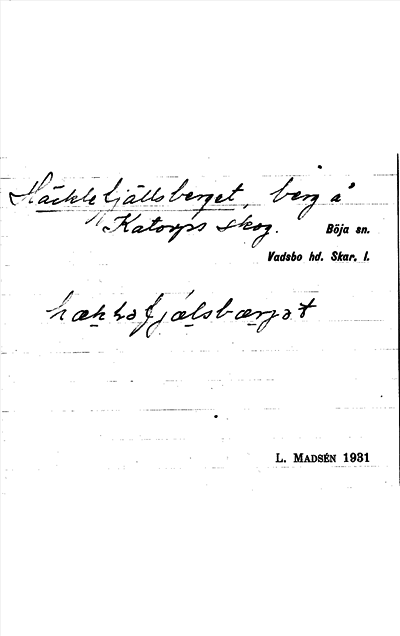 Häcklefjällsberget, berg å
Katorps skog. Böja sn.
Vadsbo hd. Skar. l.
L. MADSÉN 1931